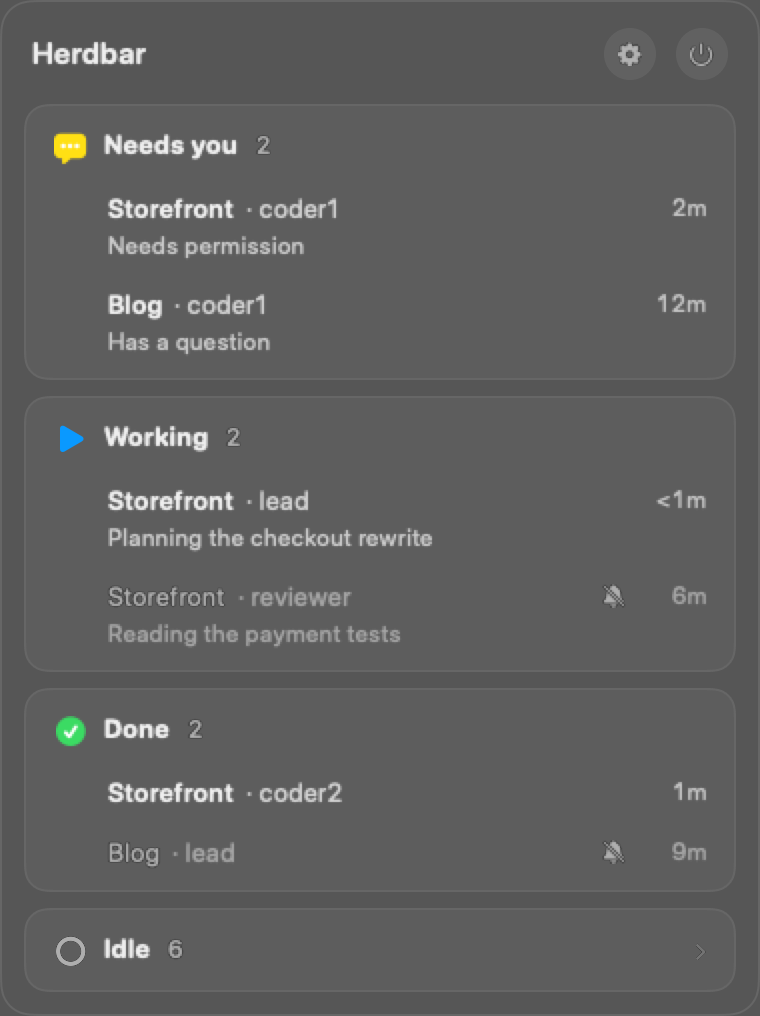 Herdbar
Needs you 2
Storefront · coder1 2m
Needs permission
Blog · coder1 12m
Has a question
Working 2
Storefront · lead <1m
Planning the checkout rewrite
Storefront · reviewer 6m
Reading the payment tests
Done 2
Storefront · coder2 1m
Blog · lead 9m
Idle 6